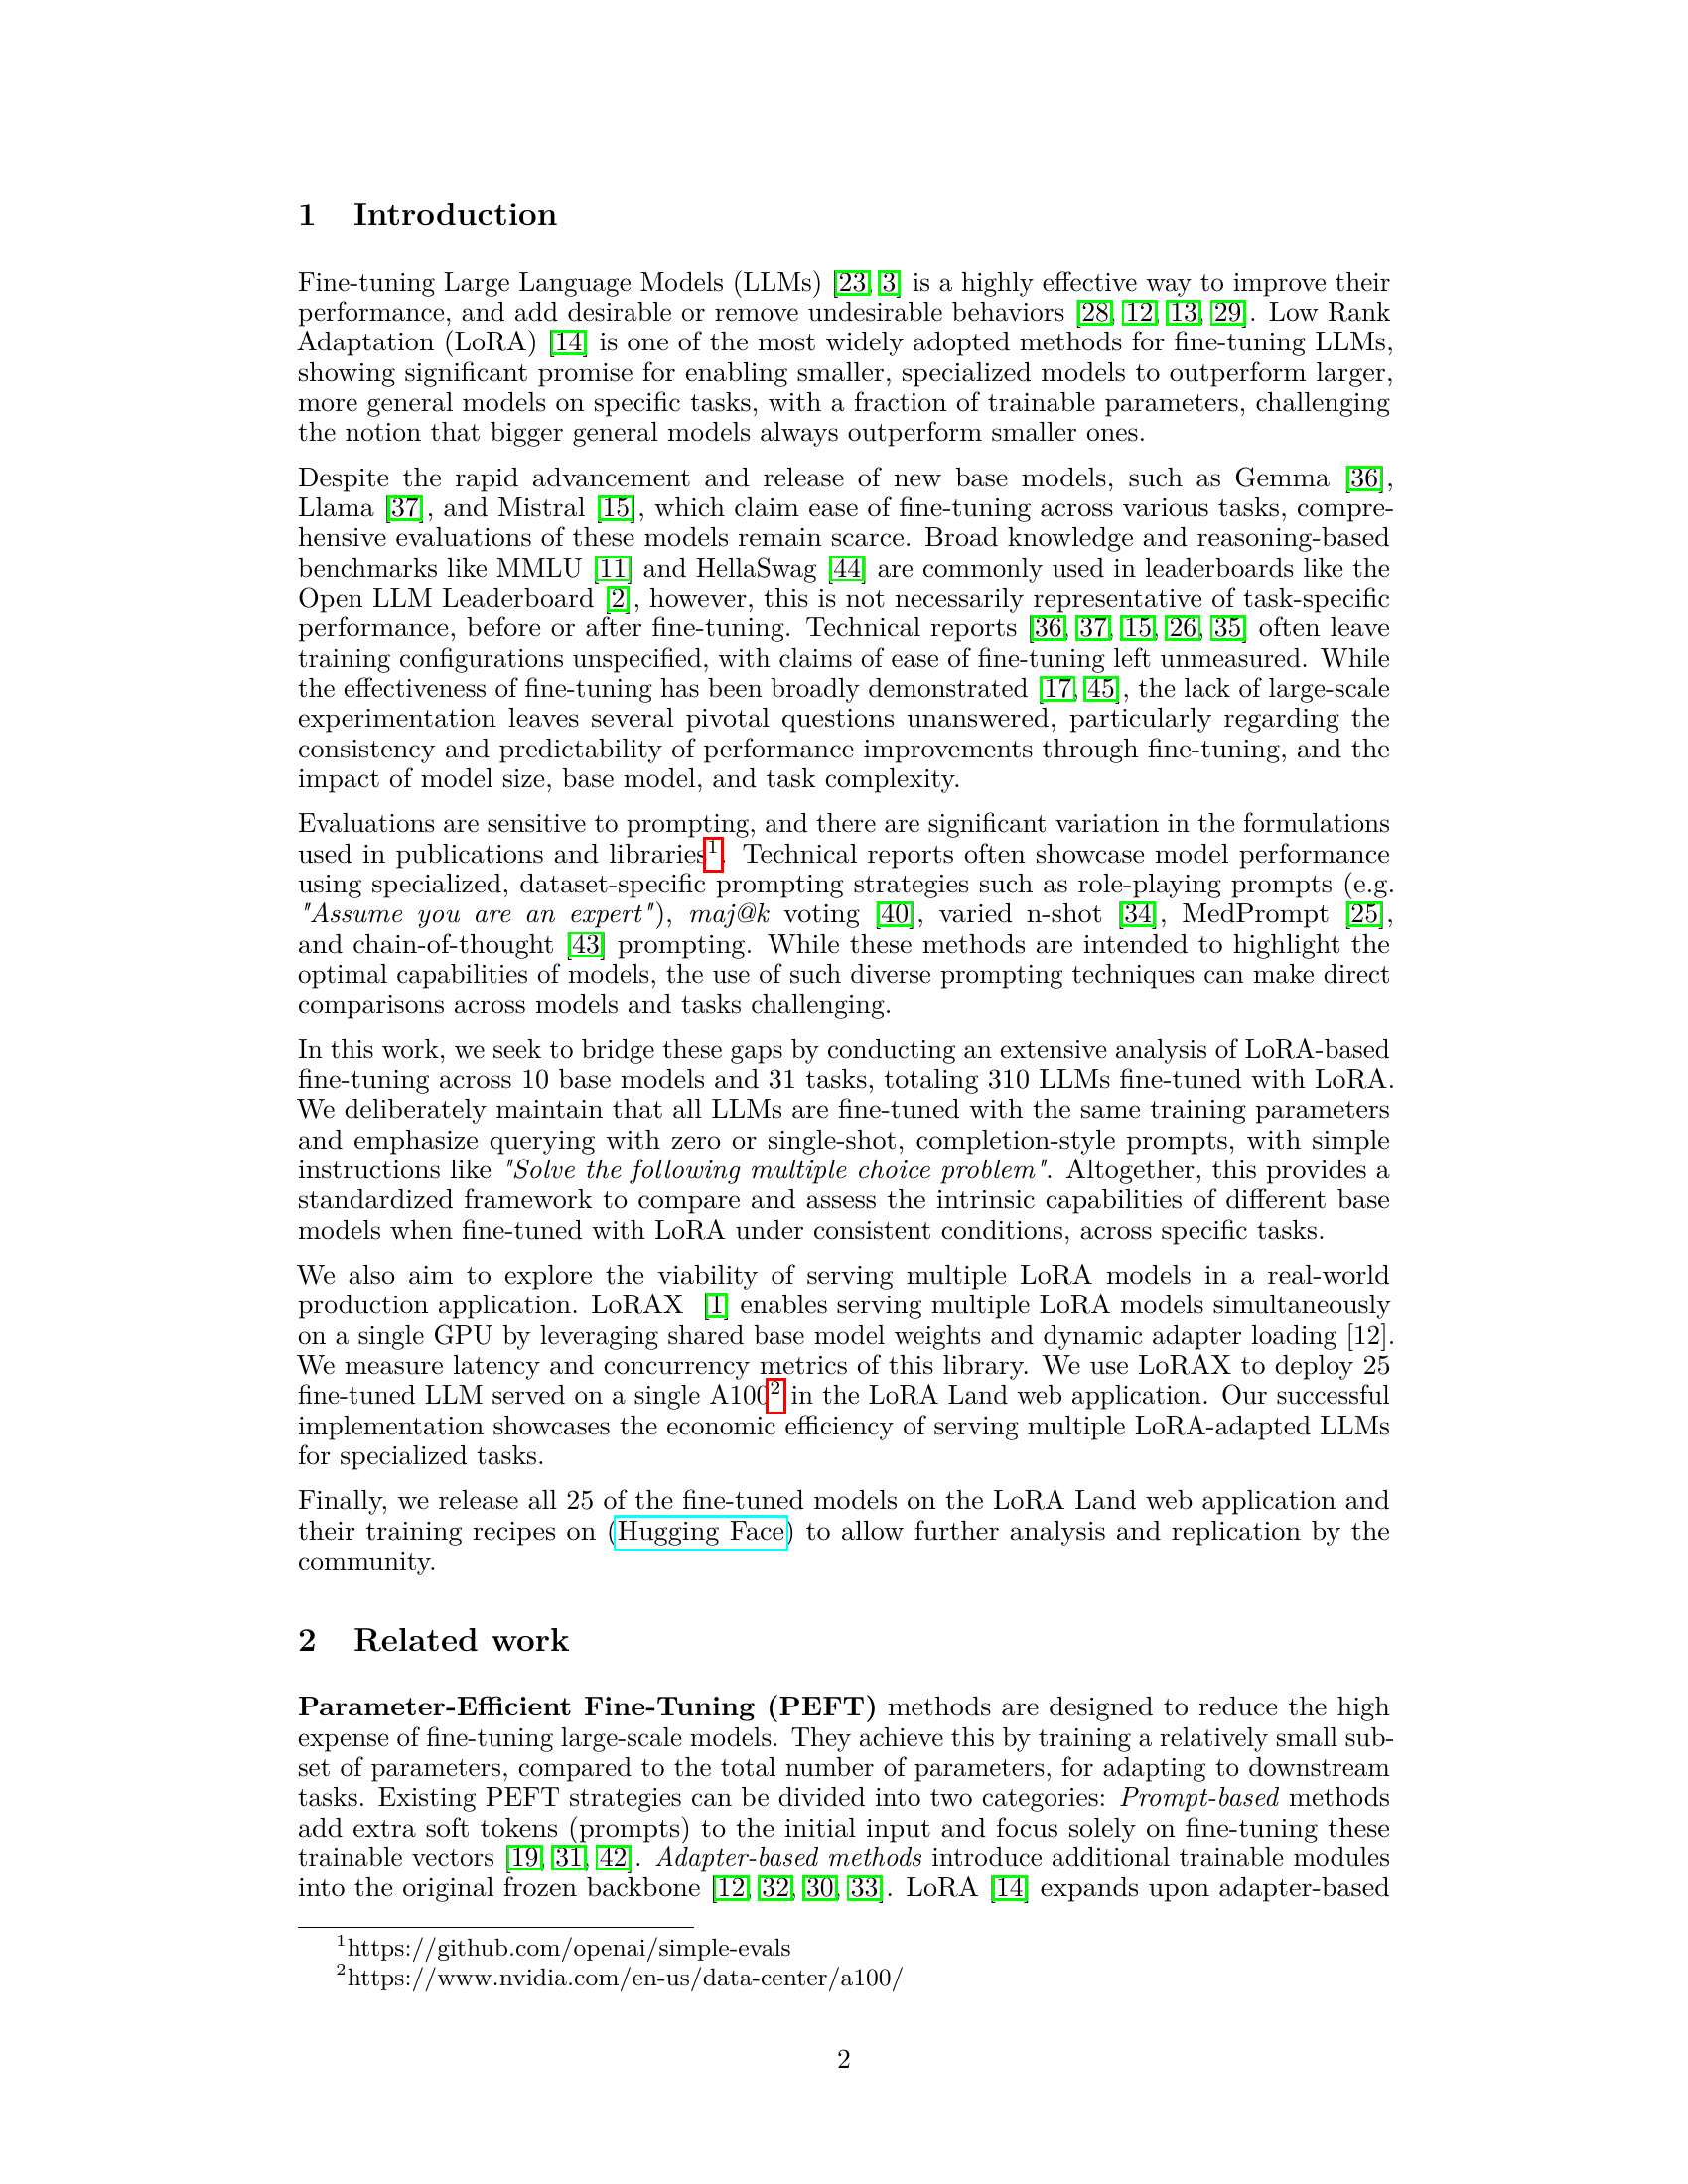 1 Introduction
Fine-tuning Large Language Models (LLMs) [23, 3] is a highly effective way to improve their
performance, and add desirable or remove undesirable behaviors [28, 12, 13, 29]. Low Rank
Adaptation (LoRA) [14] is one of the most widely adopted methods for fine-tuning LLMs,
showing significant promise for enabling smaller, specialized models to outperform larger,
more general models on specific tasks, with a fraction of trainable parameters, challenging
the notion that bigger general models always outperform smaller ones.
Despite the rapid advancement and release of new base models, such as Gemma [36],
Llama [37], and Mistral [15], which claim ease of fine-tuning across various tasks, compre-
hensive evaluations of these models remain scarce. Broad knowledge and reasoning-based
benchmarks like MMLU [11] and HellaSwag [44] are commonly used in leaderboards like the
Open LLM Leaderboard [2], however, this is not necessarily representative of task-specific
performance, before or after fine-tuning. Technical reports [36, 37, 15, 26, 35] often leave
training configurations unspecified, with claims of ease of fine-tuning left unmeasured. While
the effectiveness of fine-tuning has been broadly demonstrated [17, 45], the lack of large-scale
experimentation leaves several pivotal questions unanswered, particularly regarding the
consistency and predictability of performance improvements through fine-tuning, and the
impact of model size, base model, and task complexity.
Evaluations are sensitive to prompting, and there are significant variation in the formulations
used in publications and libraries1. Technical reports often showcase model performance
using specialized, dataset-specific prompting strategies such as role-playing prompts (e.g.
"Assume you are an expert"), maj@k voting [40], varied n-shot [34], MedPrompt [25],
and chain-of-thought [43] prompting. While these methods are intended to highlight the
optimal capabilities of models, the use of such diverse prompting techniques can make direct
comparisons across models and tasks challenging.
In this work, we seek to bridge these gaps by conducting an extensive analysis of LoRA-based
fine-tuning across 10 base models and 31 tasks, totaling 310 LLMs fine-tuned with LoRA.
We deliberately maintain that all LLMs are fine-tuned with the same training parameters
and emphasize querying with zero or single-shot, completion-style prompts, with simple
instructions like "Solve the following multiple choice problem". Altogether, this provides a
standardized framework to compare and assess the intrinsic capabilities of different base
models when fine-tuned with LoRA under consistent conditions, across specific tasks.
We also aim to explore the viability of serving multiple LoRA models in a real-world
production application. LoRAX [1] enables serving multiple LoRA models simultaneously
on a single GPU by leveraging shared base model weights and dynamic adapter loading [12].
We measure latency and concurrency metrics of this library. We use LoRAX to deploy 25
fine-tuned LLM served on a single A1002 in the LoRA Land web application. Our successful
implementation showcases the economic efficiency of serving multiple LoRA-adapted LLMs
for specialized tasks.
Finally, we release all 25 of the fine-tuned models on the LoRA Land web application and
their training recipes on (Hugging Face) to allow further analysis and replication by the
community.
2 Related work
Parameter-Efficient Fine-Tuning (PEFT) methods are designed to reduce the high
expense of fine-tuning large-scale models. They achieve this by training a relatively small sub-
set of parameters, compared to the total number of parameters, for adapting to downstream
tasks. Existing PEFT strategies can be divided into two categories: Prompt-based methods
add extra soft tokens (prompts) to the initial input and focus solely on fine-tuning these
trainable vectors [19, 31, 42]. Adapter-based methods introduce additional trainable modules
into the original frozen backbone [12, 32, 30, 33]. LoRA [14] expands upon adapter-based
1https://github.com/openai/simple-evals
2https://www.nvidia.com/en-us/data-center/a100/
2